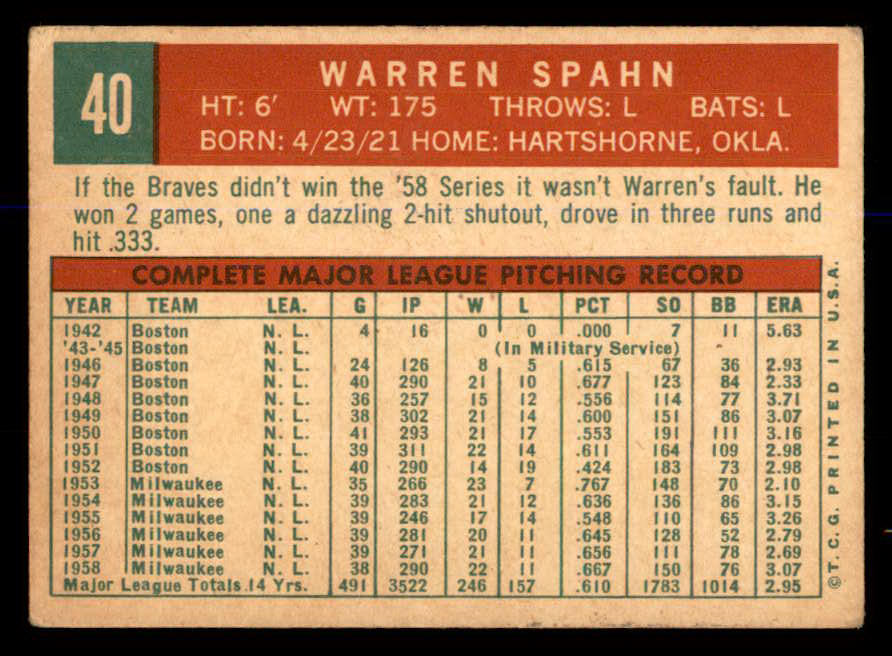 40
WARREN SPAHN
HT: 6' WT: 175 THROWS: L BATS: L
BORN: 4/23/21 HOME: HARTSHORNE, OKLA.
If the Braves didn't win the '58 Series it wasn't Warren's fault. He
won 2 games, one a dazzling 2-hit shutout, drove in three runs and
hit .333.
COMPLETE MAJOR LEAGUE PITCHING RECORD
YEAR TEAM LEA. G IP W L PCT SO BB ERA
1942 Boston N. L. 4 16 0 0 .000 7 11 5.63
'43-'45 Boston N. L. (In Military Service)
1946 Boston N. L. 24 126 8 5 .615 67 36 2.93
1947 Boston N. L. 40 290 21 10 .677 123 84 2.33
1948 Boston N. L. 36 257 15 12 .556 114 77 3.71
1949 Boston N. L. 38 302 21 14 .600 151 86 3.07
1950 Boston N. L. 41 293 21 17 .553 191 111 3.16
1951 Boston N. L. 39 311 22 14 .611 164 109 2.98
1952 Boston N. L. 40 290 14 19 .424 183 73 2.98
1953 Milwaukee N. L. 35 266 23 7 .767 148 70 2.10
1954 Milwaukee N. L. 39 283 21 12 .636 136 86 3.15
1955 Milwaukee N. L. 39 246 17 14 .548 110 65 3.26
1956 Milwaukee N. L. 39 281 20 11 .645 128 52 2.79
1957 Milwaukee N. L. 39 271 21 11 .656 111 78 2.69
1958 Milwaukee N. L. 38 290 22 11 .667 150 76 3.07
Major League Totals 14 Yrs. 491 3522 246 157 .610 1783 1014 2.95
©T.C.G. PRINTED IN U.S.A.